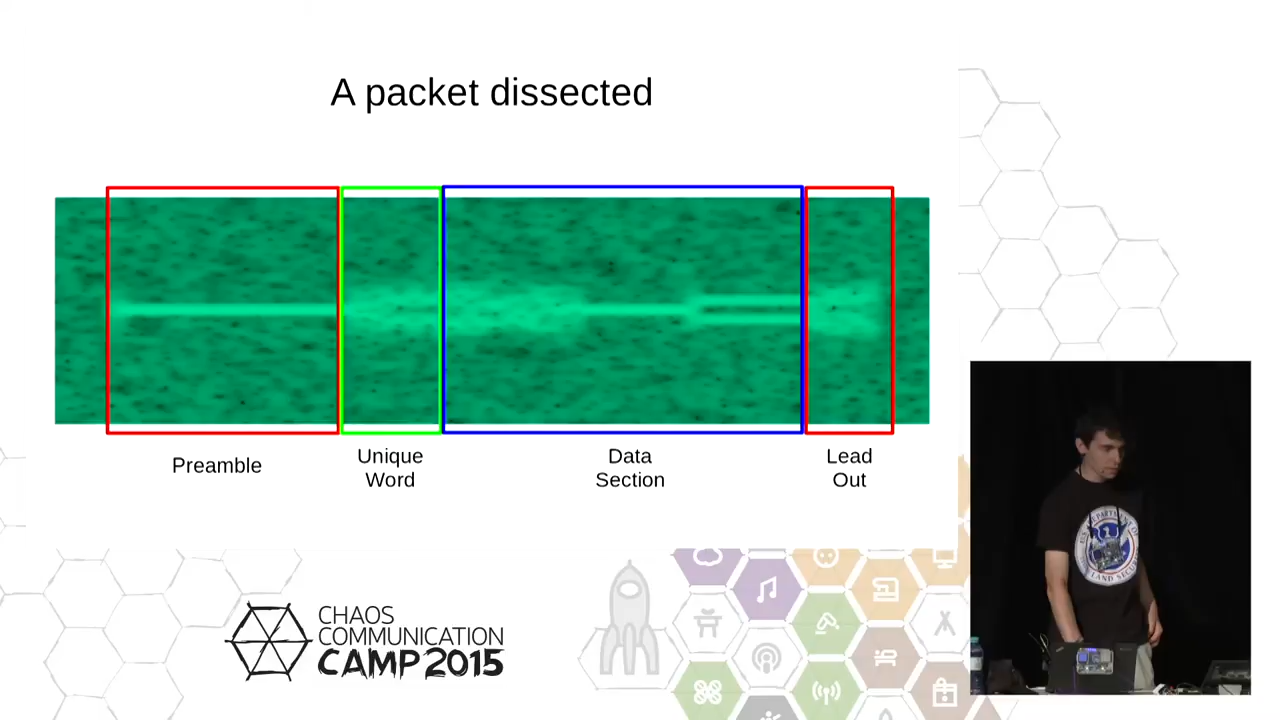 A packet dissected
Preamble
Unique
Word
Data
Section
Lead
Out
CHAOS
COMMUNICATION
CAMP 2015